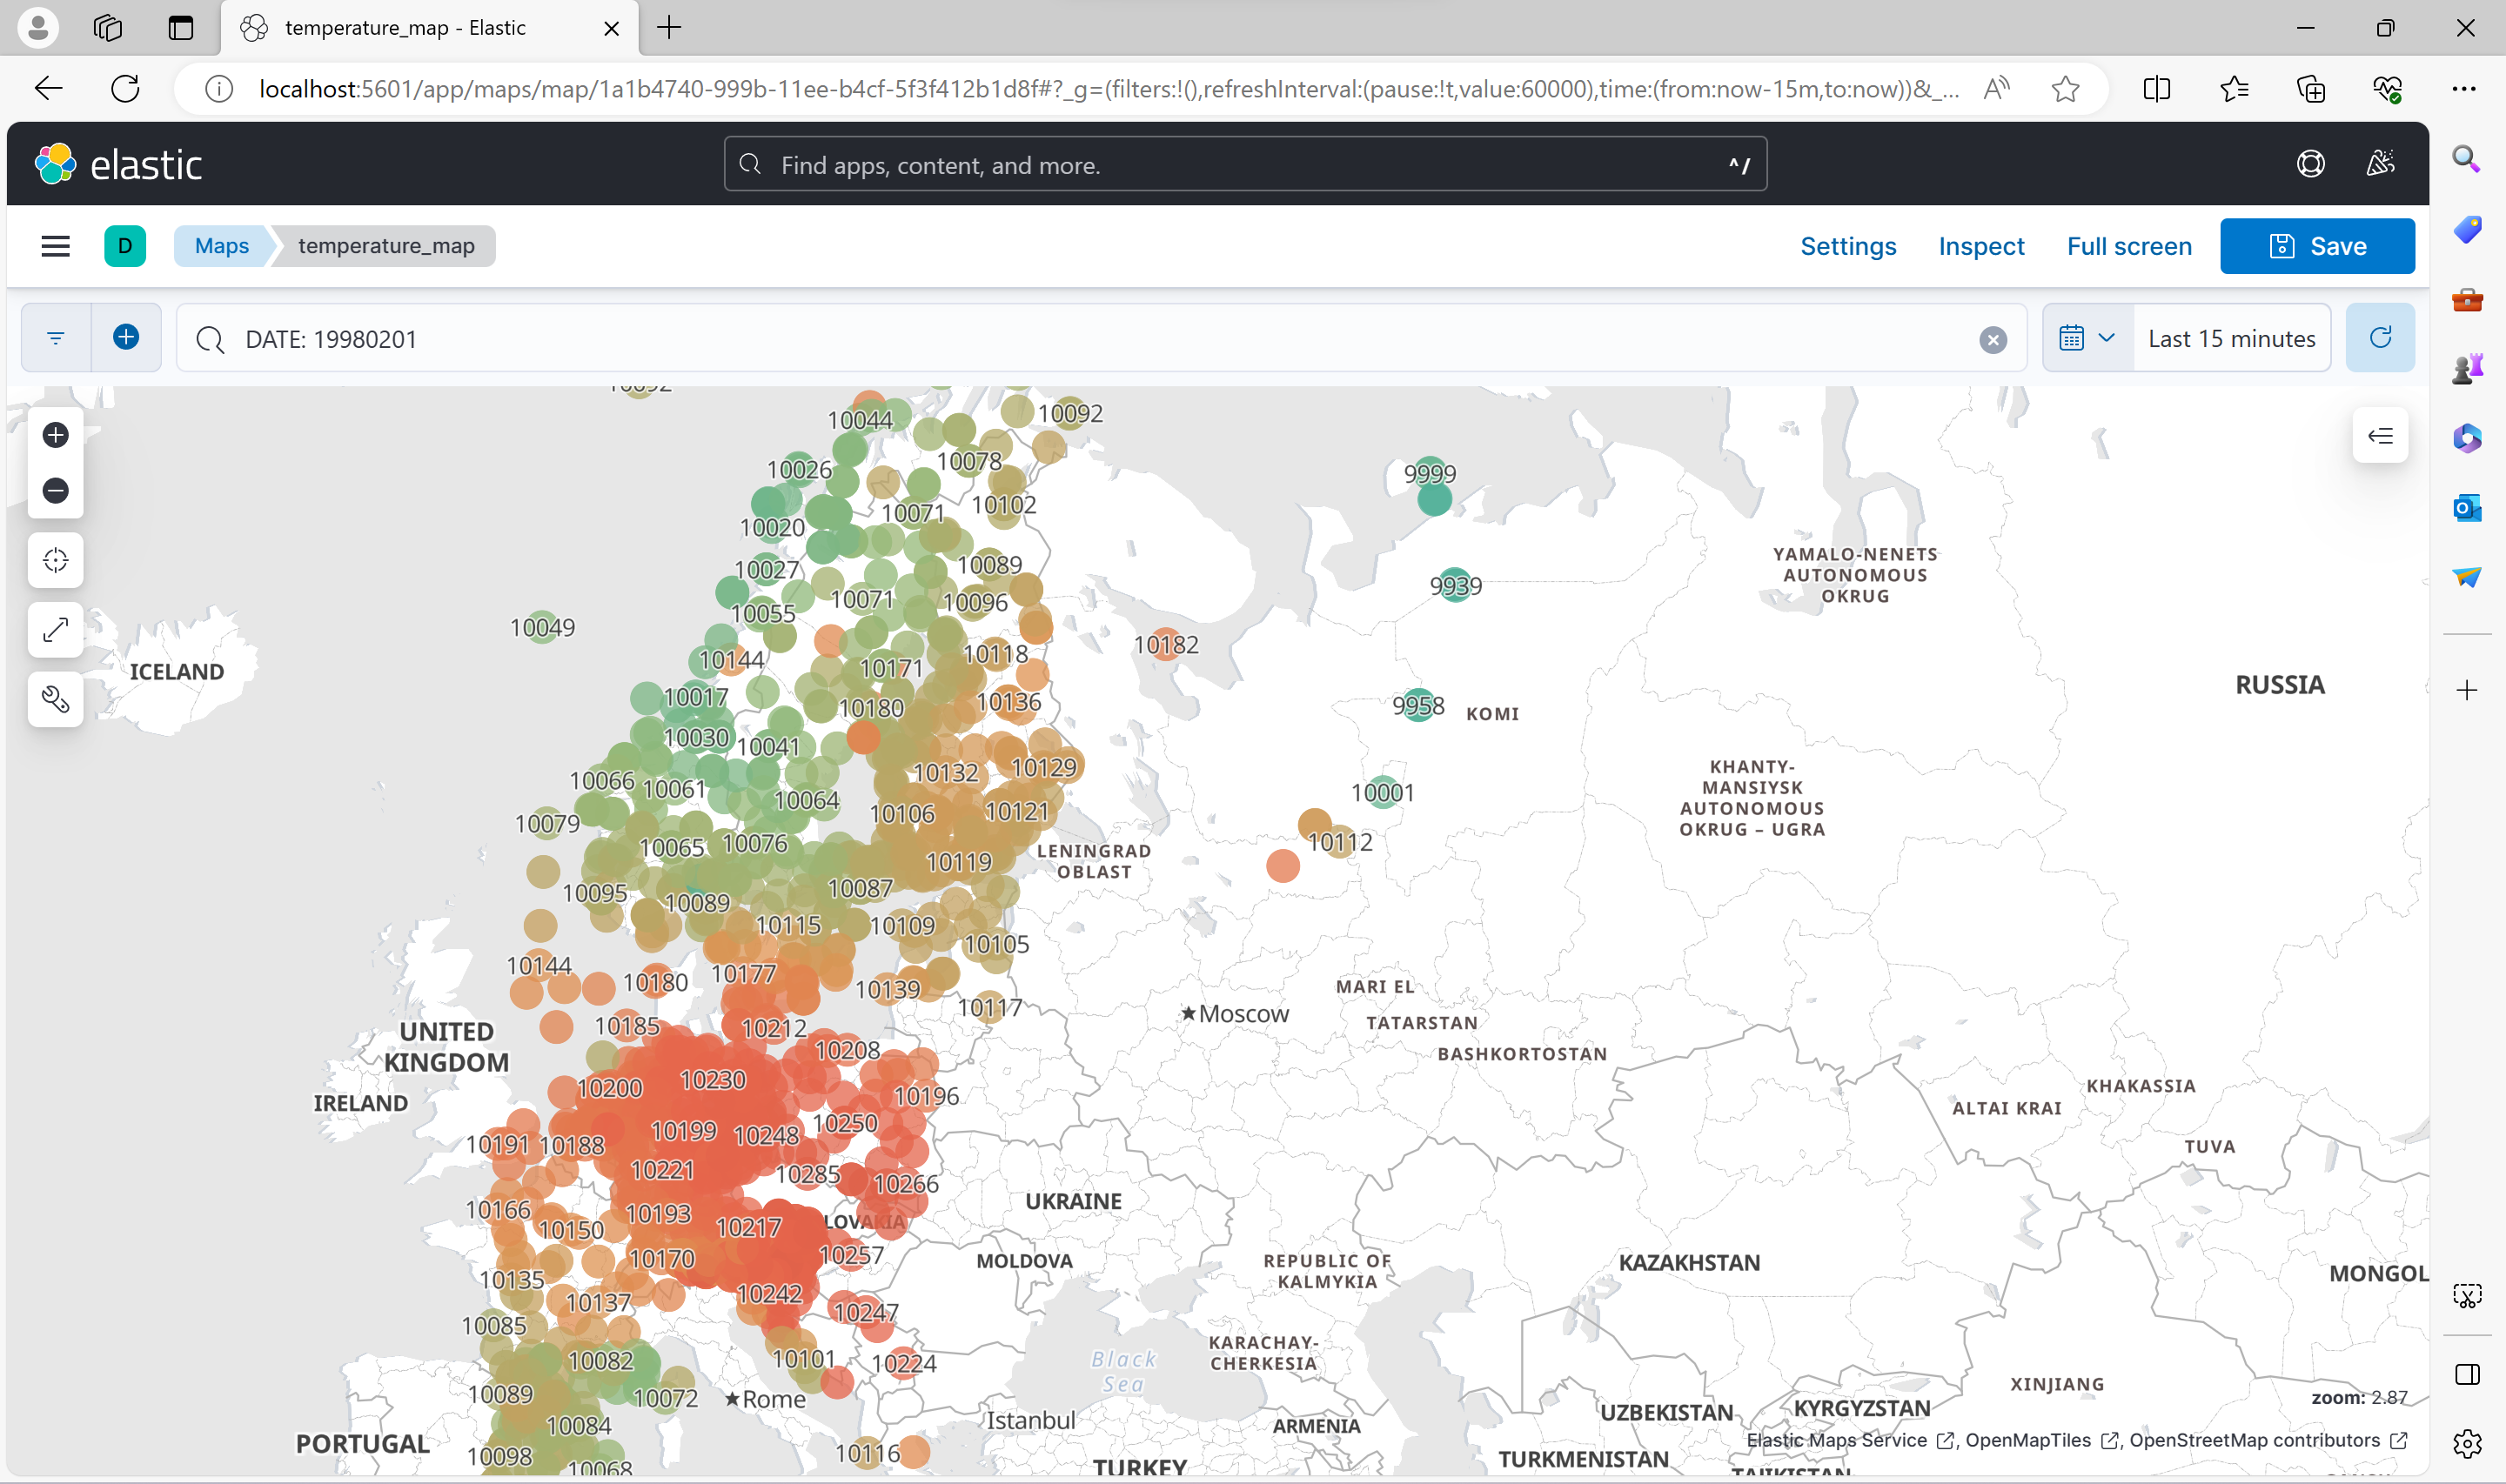 temperature_map - Elastic
localhost:5601/app/maps/map/1a1b4740-999b-11ee-b4cf-5f3f412b1d8f#?_g=(filters:!(),refreshInterval:(pause:!t,value:60000),time:(from:now-15m,to:now))&_...
elastic
Find apps, content, and more.
^ /
D
Maps
temperature_map
Settings
Inspect
Full screen
Save
DATE: 19980201
Last 15 minutes
10092
10044
10092
10078
10026
9999
10102
10071
10020
YAMALO-NENETS
AUTONOMOUS
OKRUG
10089
10027
9939
10071
10096
10055
10049
10182
10118
10144
10171
ICELAND
RUSSIA
10017
10136
10180
9958
KOMI
10030
10041
10132
10129
KHANTY-
MANSIYSK
AUTONOMOUS
OKRUG – UGRA
10066
10061
10064
10001
10106
10121
10079
10065
10076
10112
LENINGRAD
OBLAST
10119
10087
10095
10089
10115
10109
10105
10144
10177
10180
10139
MARI EL
10117
Moscow
TATARSTAN
10185
10212
UNITED
KINGDOM
10208
BASHKORTOSTAN
10230
10200
10196
KHAKASSIA
IRELAND
ALTAI KRAI
10250
10199
10248
10191
10188
TUVA
10221
10285
10266
UKRAINE
10166
10193
10150
10217
LOVAKIA
10170
10257
MOLDOVA
REPUBLIC OF
KALMYKIA
KAZAKHSTAN
MONGOL
10135
10242
10137
10247
10085
KARACHAY-
CHERKESIA
10082
10101
10224
Black
Sea
10089
10072
Rome
XINJIANG
zoom: 2.87
10084
Istanbul
ARMENIA
UZBEKISTAN
KYRGYZSTAN
PORTUGAL
10098
10116
10068
TURKEY
Elastic Maps Service , OpenMapTiles , OpenStreetMap contributors
TURKMENISTAN
TAJIKISTAN